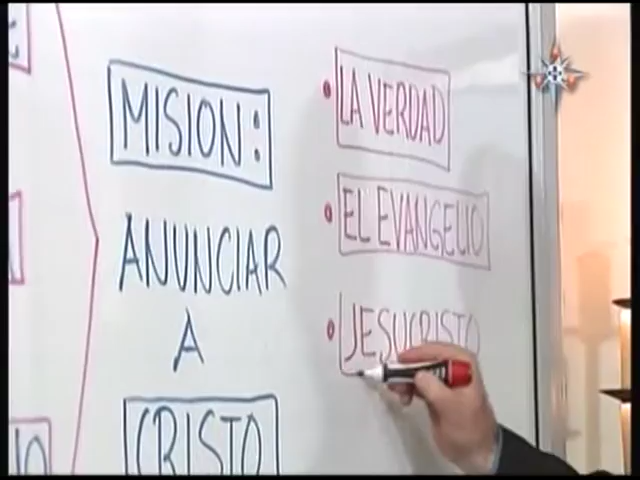 MISION:
ANUNCIAR
A
CRISTO
• LA VERDAD
• EL EVANGELIO
• JESUCRISTO